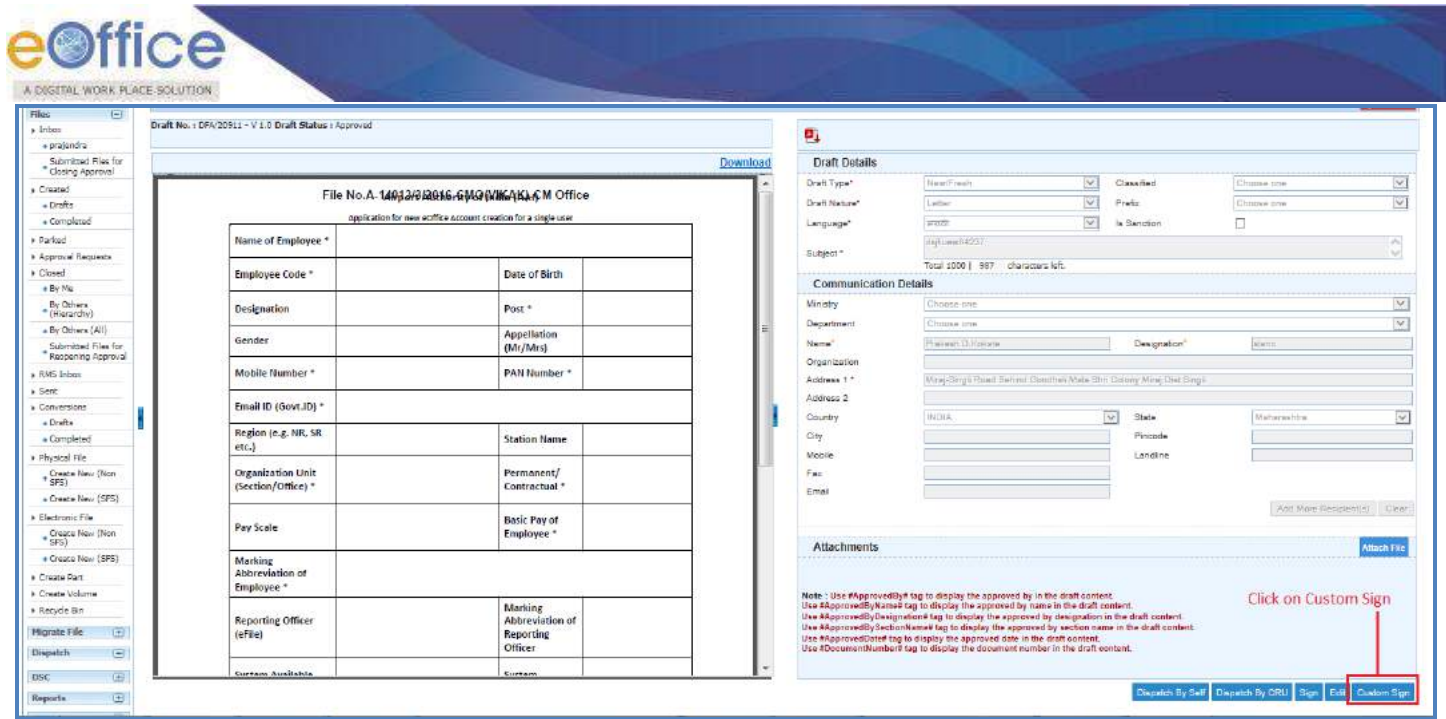 eOffice
A DIGITAL WORK PLACE SOLUTION
Files
Inbox
prajendra
Submitted Files for
Closing Approval
Created
Drafts
Completed
Parked
Approval Requests
Closed
By Me
By Others
(Hierarchy)
By Others (All)
Submitted Files for
Reopening Approval
RMS Inbox
Sent
Conversions
Drafts
Completed
Physical File
Create New (Non
SFS)
Create New (SFS)
Electronic File
Create New (Non
SFS)
Create New (SFS)
Create Part
Create Volume
Recycle Bin
Migrate File
Dispatch
DSC
Reports
Draft No. : DFA/20911 - V 1.0 Draft Status : Approved
Download
File No.A-14013/3/2016-GMO(VIKAK)-CM Office
Application for new eOffice Account creation for a single user
Name of Employee *
Employee Code * Date of Birth
Designation Post *
Gender Appellation
(Mr/Mrs)
Mobile Number * PAN Number *
Email ID (Govt.ID) *
Region (e.g. NR, SR
etc.) Station Name
Organization Unit
(Section/Office) * Permanent/
Contractual *
Pay Scale Basic Pay of
Employee *
Marking
Abbreviation of
Employee *
Reporting Officer
(eFile) Marking
Abbreviation of
Reporting
Officer
System Available System
Draft Details
Draft Type* New/Fresh Classified Choose one
Draft Nature* Letter Prefix Choose one
Language* Is Sanction
Subject *
Total 1000 | 987 characters left.
Communication Details
Ministry Choose one
Department Choose one
Name* Designation*
Organization
Address 1 *
Address 2
Country INDIA State Maharashtra
City Pincode
Mobile Landline
Fax
Email
Add More Recipient(s) Clear
Attachments
Attach File
Note : Use #ApprovedBy# tag to display the approved by in the draft content.
Use #ApprovedByName# tag to display the approved by name in the draft content.
Use #ApprovedByDesignation# tag to display the approved by designation in the draft content.
Use #ApprovedBySectionName# tag to display the approved by section name in the draft content.
Use #ApprovedDate# tag to display the approved date in the draft content.
Use #DocumentNumber# tag to display the document number in the draft content.
Click on Custom Sign
Dispatch By Self Dispatch By CRU Sign Edit Custom Sign